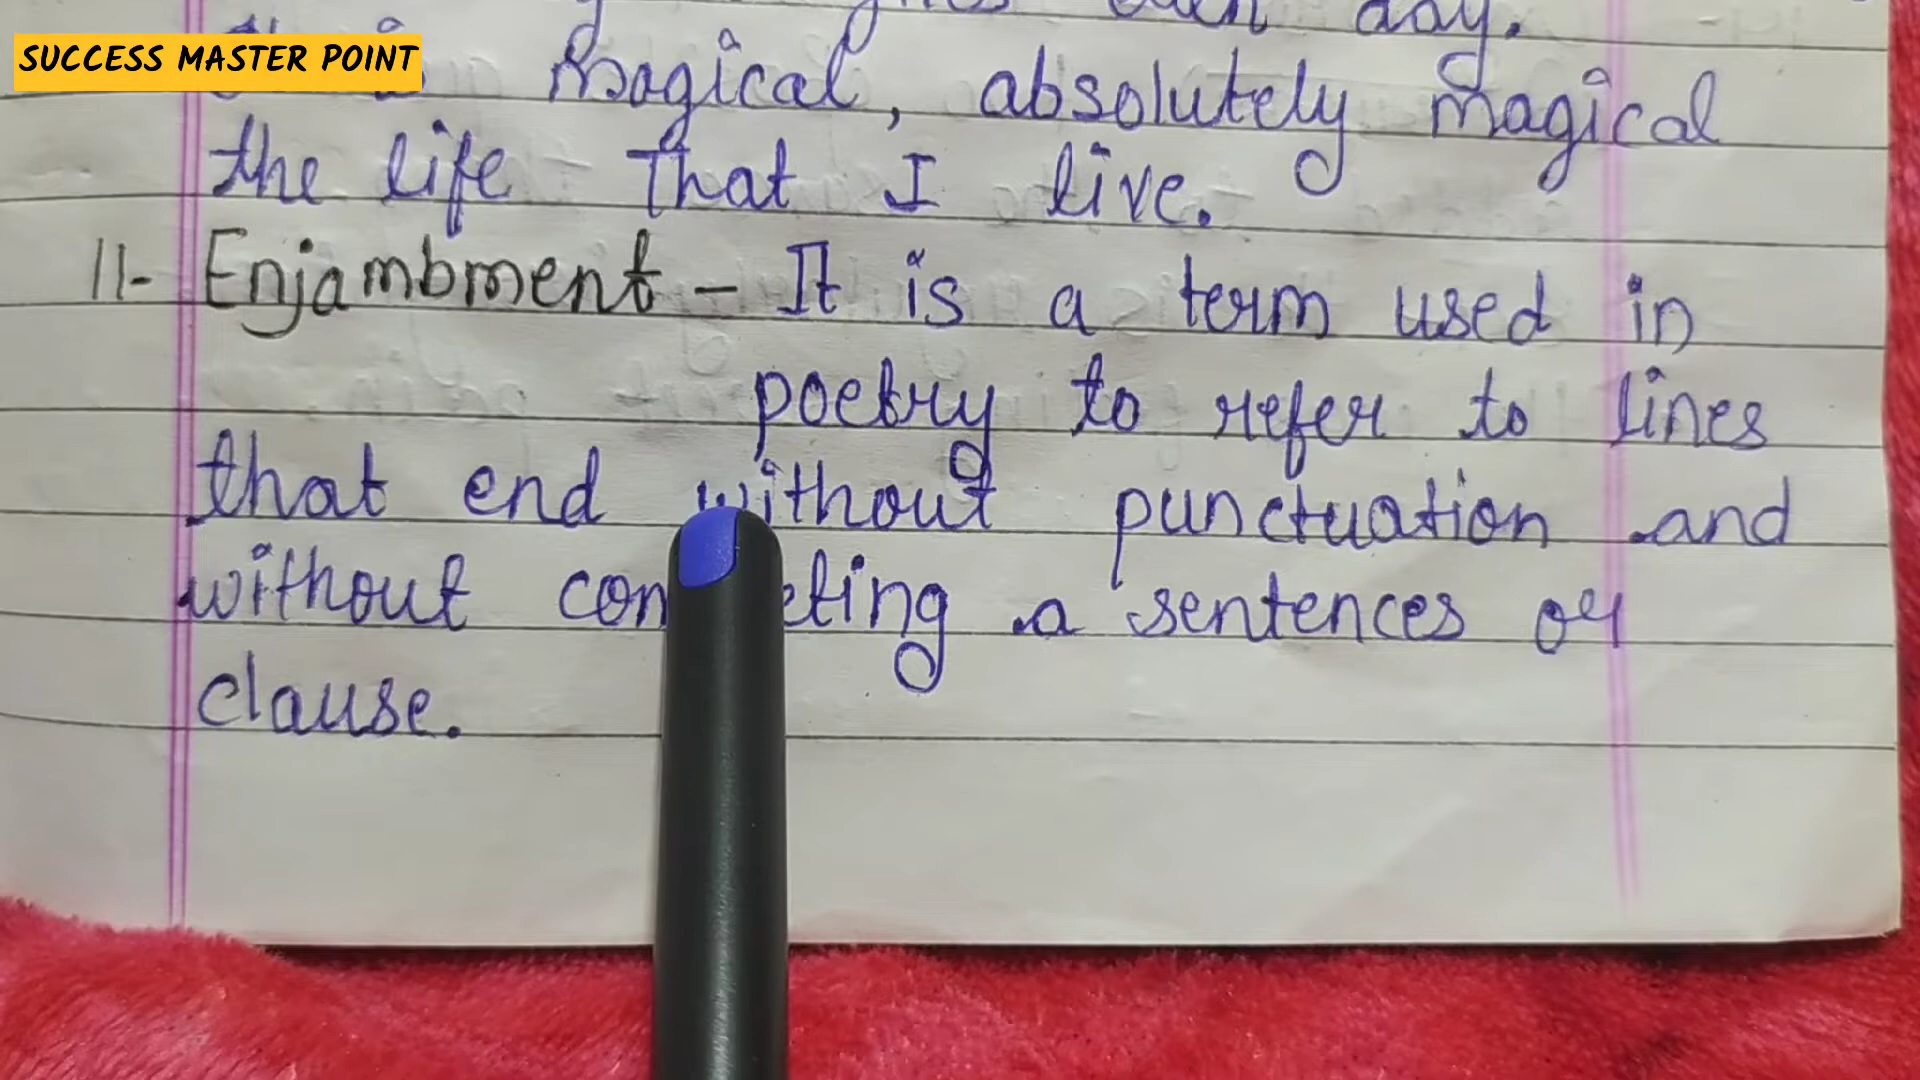 day.
SUCCESS MASTER POINT
magical, absolutely magical
the life that I live.
11- Enjambment - It is a term used in
poetry to refer to lines
that end without punctuation and
without a sentences or
clause.